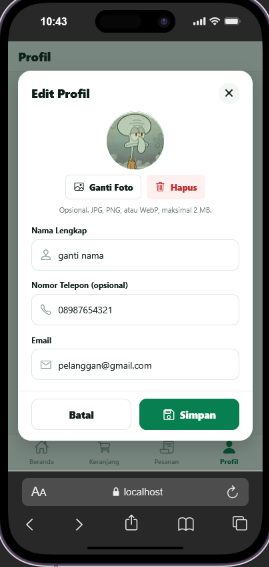 10:43
Profil
Edit Profil
Ganti Foto
Hapus
Opsional. JPG, PNG, atau WebP, maksimal 2 MB.
Nama Lengkap
ganti nama
Nomor Telepon (opsional)
08987654321
Email
pelanggan@gmail.com
Batal
Simpan
Beranda
Keranjang
Pesanan
Profil
AA
localhost